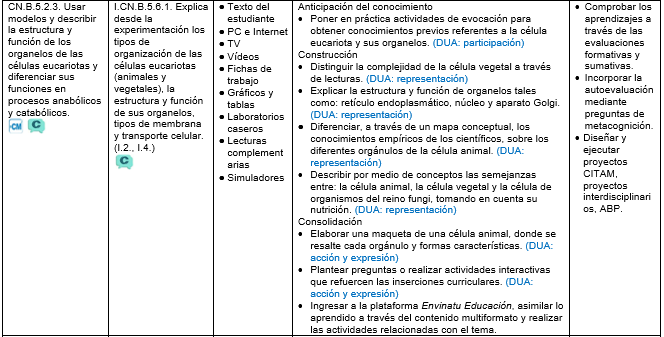 CN.B.5.2.3. Usar
modelos y describir
la estructura y
función de los
organelos de las
células eucariotas y
diferenciar sus
funciones en
procesos anabólicos
y catabólicos.
CM C
I.CN.B.5.6.1. Explica
desde la
experimentación los
tipos de
organización de las
células eucariotas
(animales y
vegetales), la
estructura y función
de sus organelos,
tipos de membrana
y transporte celular.
(I.2., I.4.)
C
● Texto del
estudiante
● PC e Internet
● TV
● Vídeos
● Fichas de
trabajo
● Gráficos y
tablas
● Laboratorios
caseros
● Lecturas
complement
arias
● Simuladores
Anticipación del conocimiento
• Poner en práctica actividades de evocación para
obtener conocimientos previos referentes a la célula
eucariota y sus organelos. (DUA: participación)
Construcción
• Distinguir la complejidad de la célula vegetal a través
de lecturas. (DUA: representación)
• Explicar la estructura y función de organelos tales
como: retículo endoplasmático, núcleo y aparato Golgi.
(DUA: representación)
• Diferenciar, a través de un mapa conceptual, los
conocimientos empíricos de los científicos, sobre los
diferentes orgánulos de la célula animal. (DUA:
representación)
• Describir por medio de conceptos las semejanzas
entre: la célula animal, la célula vegetal y la célula de
organismos del reino fungi, tomando en cuenta su
nutrición. (DUA: representación)
Consolidación
• Elaborar una maqueta de una célula animal, donde se
resalte cada orgánulo y formas características. (DUA:
acción y expresión)
• Plantear preguntas o realizar actividades interactivas
que refuercen las inserciones curriculares. (DUA:
acción y expresión)
• Ingresar a la plataforma Envinatu Educación, asimilar lo
aprendido a través del contenido multiformato y realizar
las actividades relacionadas con el tema.
• Comprobar los
aprendizajes a
través de las
evaluaciones
formativas y
sumativas.
• Incorporar la
autoevaluación
mediante
preguntas de
metacognición.
• Diseñar y
ejecutar
proyectos
CITAM,
proyectos
interdisciplinari
os, ABP.